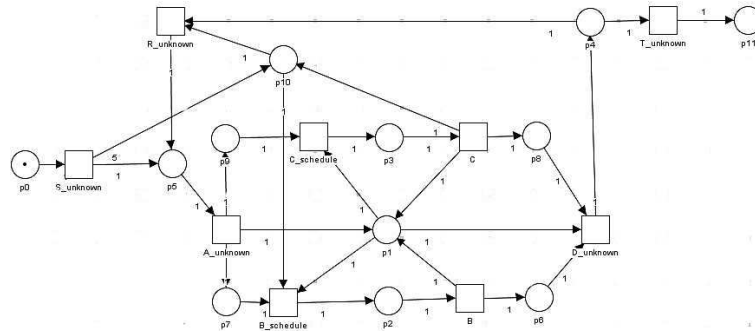 1
p4
1
T_unknown
1
p11
R_unknown
1
1
p10
1
p9
1
C_schedule
1
p3
1
C
1
p8
p0
S_unknown
5
1
p5
1
1
1
1
1
A_unknown
1
p1
1
D_unknown
1
1
1
1
1
p7
1
B_schedule
1
p2
1
B
1
p6